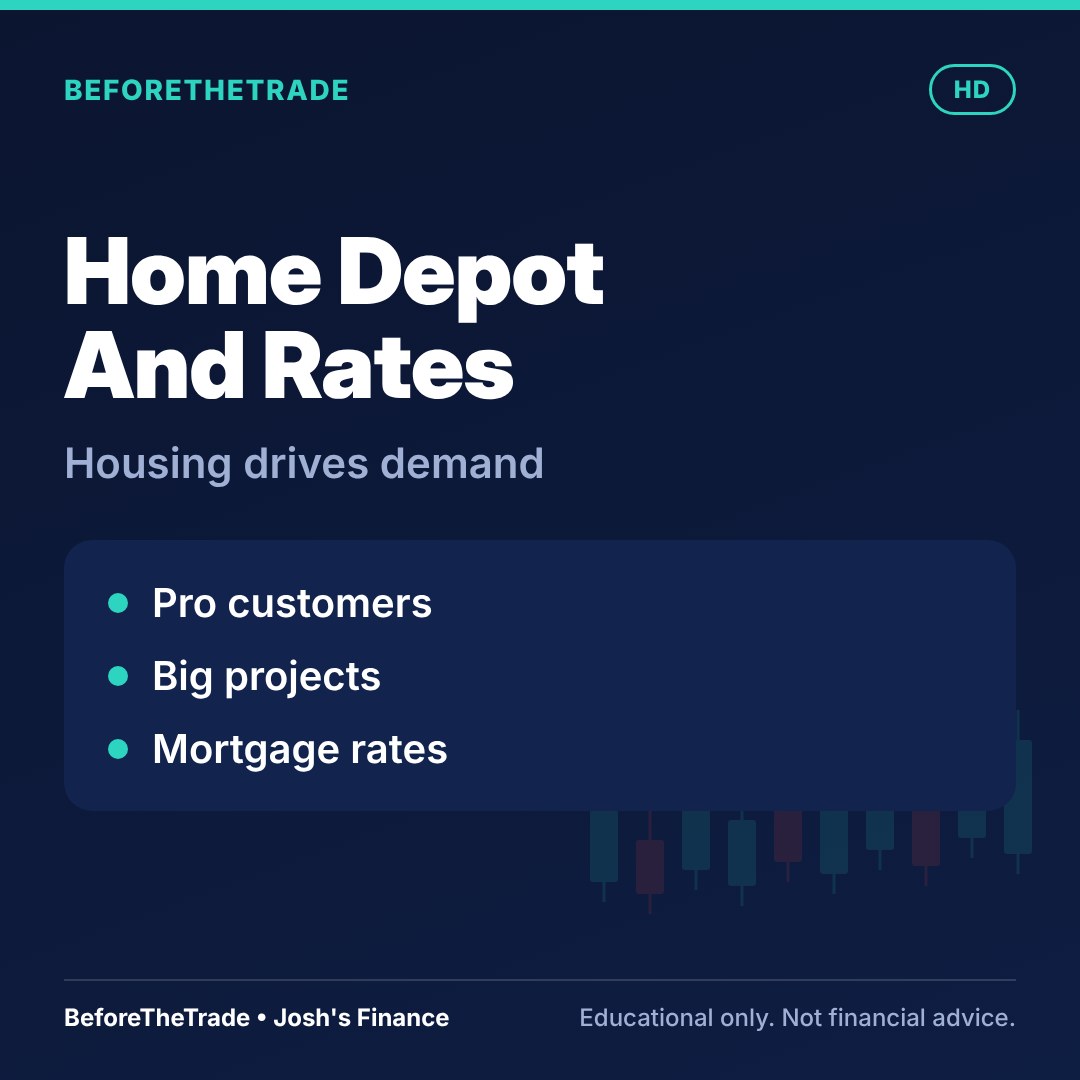 BEFORETHETRADE
HD
Home Depot
And Rates
Housing drives demand
Pro customers
Big projects
Mortgage rates
BeforeTheTrade • Josh's Finance
Educational only. Not financial advice.